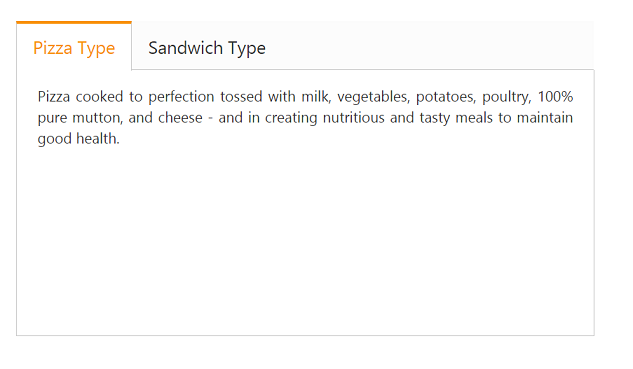 Pizza Type Sandwich Type
Pizza cooked to perfection tossed with milk, vegetables, potatoes, poultry, 100%
pure mutton, and cheese - and in creating nutritious and tasty meals to maintain
good health.